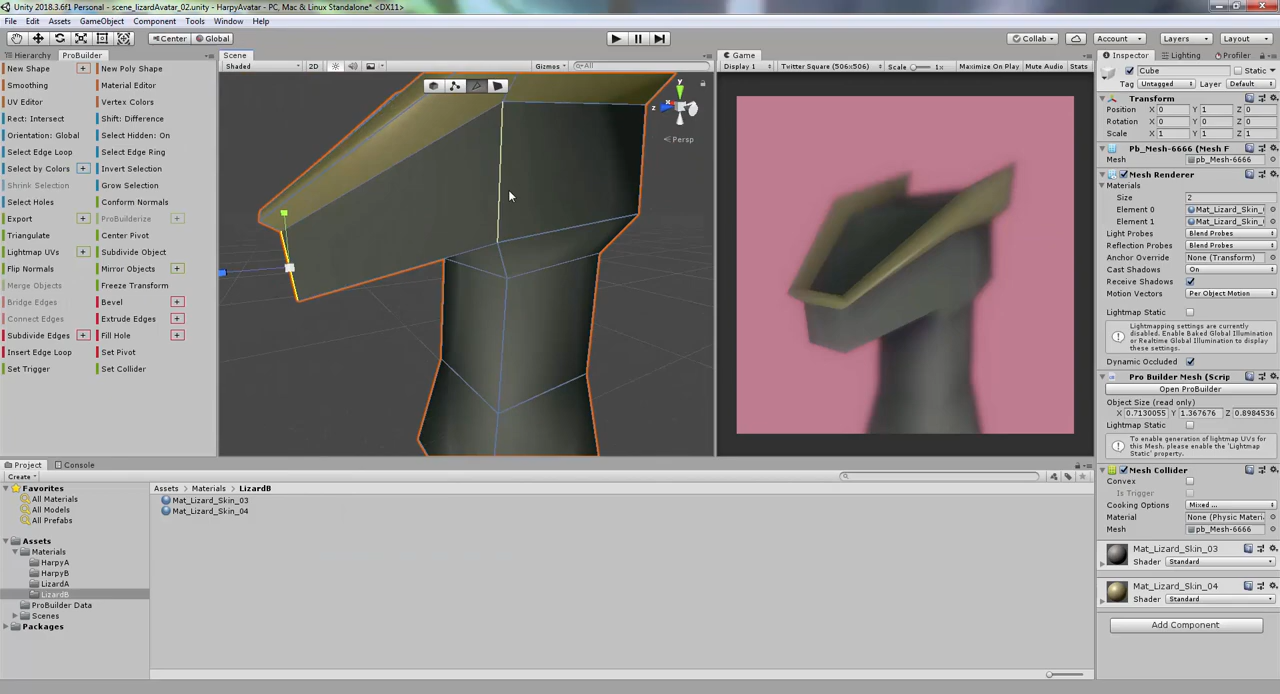 Unity 2018.3.6f1 Personal - scene_lizardAvatar_02.unity - HarpyAvatar - PC, Mac & Linux Standalone* <DX11>
File Edit Assets GameObject Component Tools Window Help
Center Global Collab Account Layers Layout
Hierarchy ProBuilder
New Shape + New Poly Shape
Smoothing Material Editor
UV Editor Vertex Colors
Rect: Intersect Shift: Difference
Orientation: Global Select Hidden: On
Select Edge Loop Select Edge Ring
Select by Colors + Invert Selection
Shrink Selection Grow Selection
Select Holes Conform Normals
Export + ProBuilderize +
Triangulate Center Pivot
Lightmap UVs + Subdivide Object
Flip Normals Mirror Objects +
Merge Objects Freeze Transform
Bridge Edges Bevel +
Connect Edges Extrude Edges +
Subdivide Edges + Fill Hole +
Insert Edge Loop Set Pivot
Set Trigger Set Collider
Scene
Shaded 2D Gizmos All
y
x
z
Persp
Game
Display 1 Twitter Square (506x506) Scale 1x Maximize On Play Mute Audio Stats
Inspector Lighting Profiler
Cube Static
Tag Untagged Layer Default
Transform
Position X 0 Y 1 Z 0
Rotation X 0 Y 0 Z 0
Scale X 1 Y 1 Z 1
Pb_Mesh-6666 (Mesh F
Mesh pb_Mesh-6666
Mesh Renderer
Materials
Size 2
Element 0 Mat_Lizard_Skin_
Element 1 Mat_Lizard_Skin_
Light Probes Blend Probes
Reflection Probes Blend Probes
Anchor Override None (Transform)
Cast Shadows On
Receive Shadows
Motion Vectors Per Object Motion
Lightmap Static
Lightmapping settings are currently
disabled. Enable Baked Global Illumination
or Realtime Global Illumination to display
these settings.
Dynamic Occluded
Pro Builder Mesh (Scrip
Open ProBuilder
Object Size (read only)
X 0.7130055 Y 1.367676 Z 0.8984536
Lightmap Static
To enable generation of lightmap UVs for
this Mesh, please enable the 'Lightmap
Static' property.
Mesh Collider
Convex
Is Trigger
Cooking Options Mixed ...
Material None (Physic Materi
Mesh pb_Mesh-6666
Mat_Lizard_Skin_03
Shader Standard
Mat_Lizard_Skin_04
Shader Standard
Add Component
Project Console
Create
Favorites
All Materials
All Models
All Prefabs
Assets
Materials
HarpyA
HarpyB
LizardA
LizardB
ProBuilder Data
Scenes
Packages
Assets Materials LizardB
Mat_Lizard_Skin_03
Mat_Lizard_Skin_04